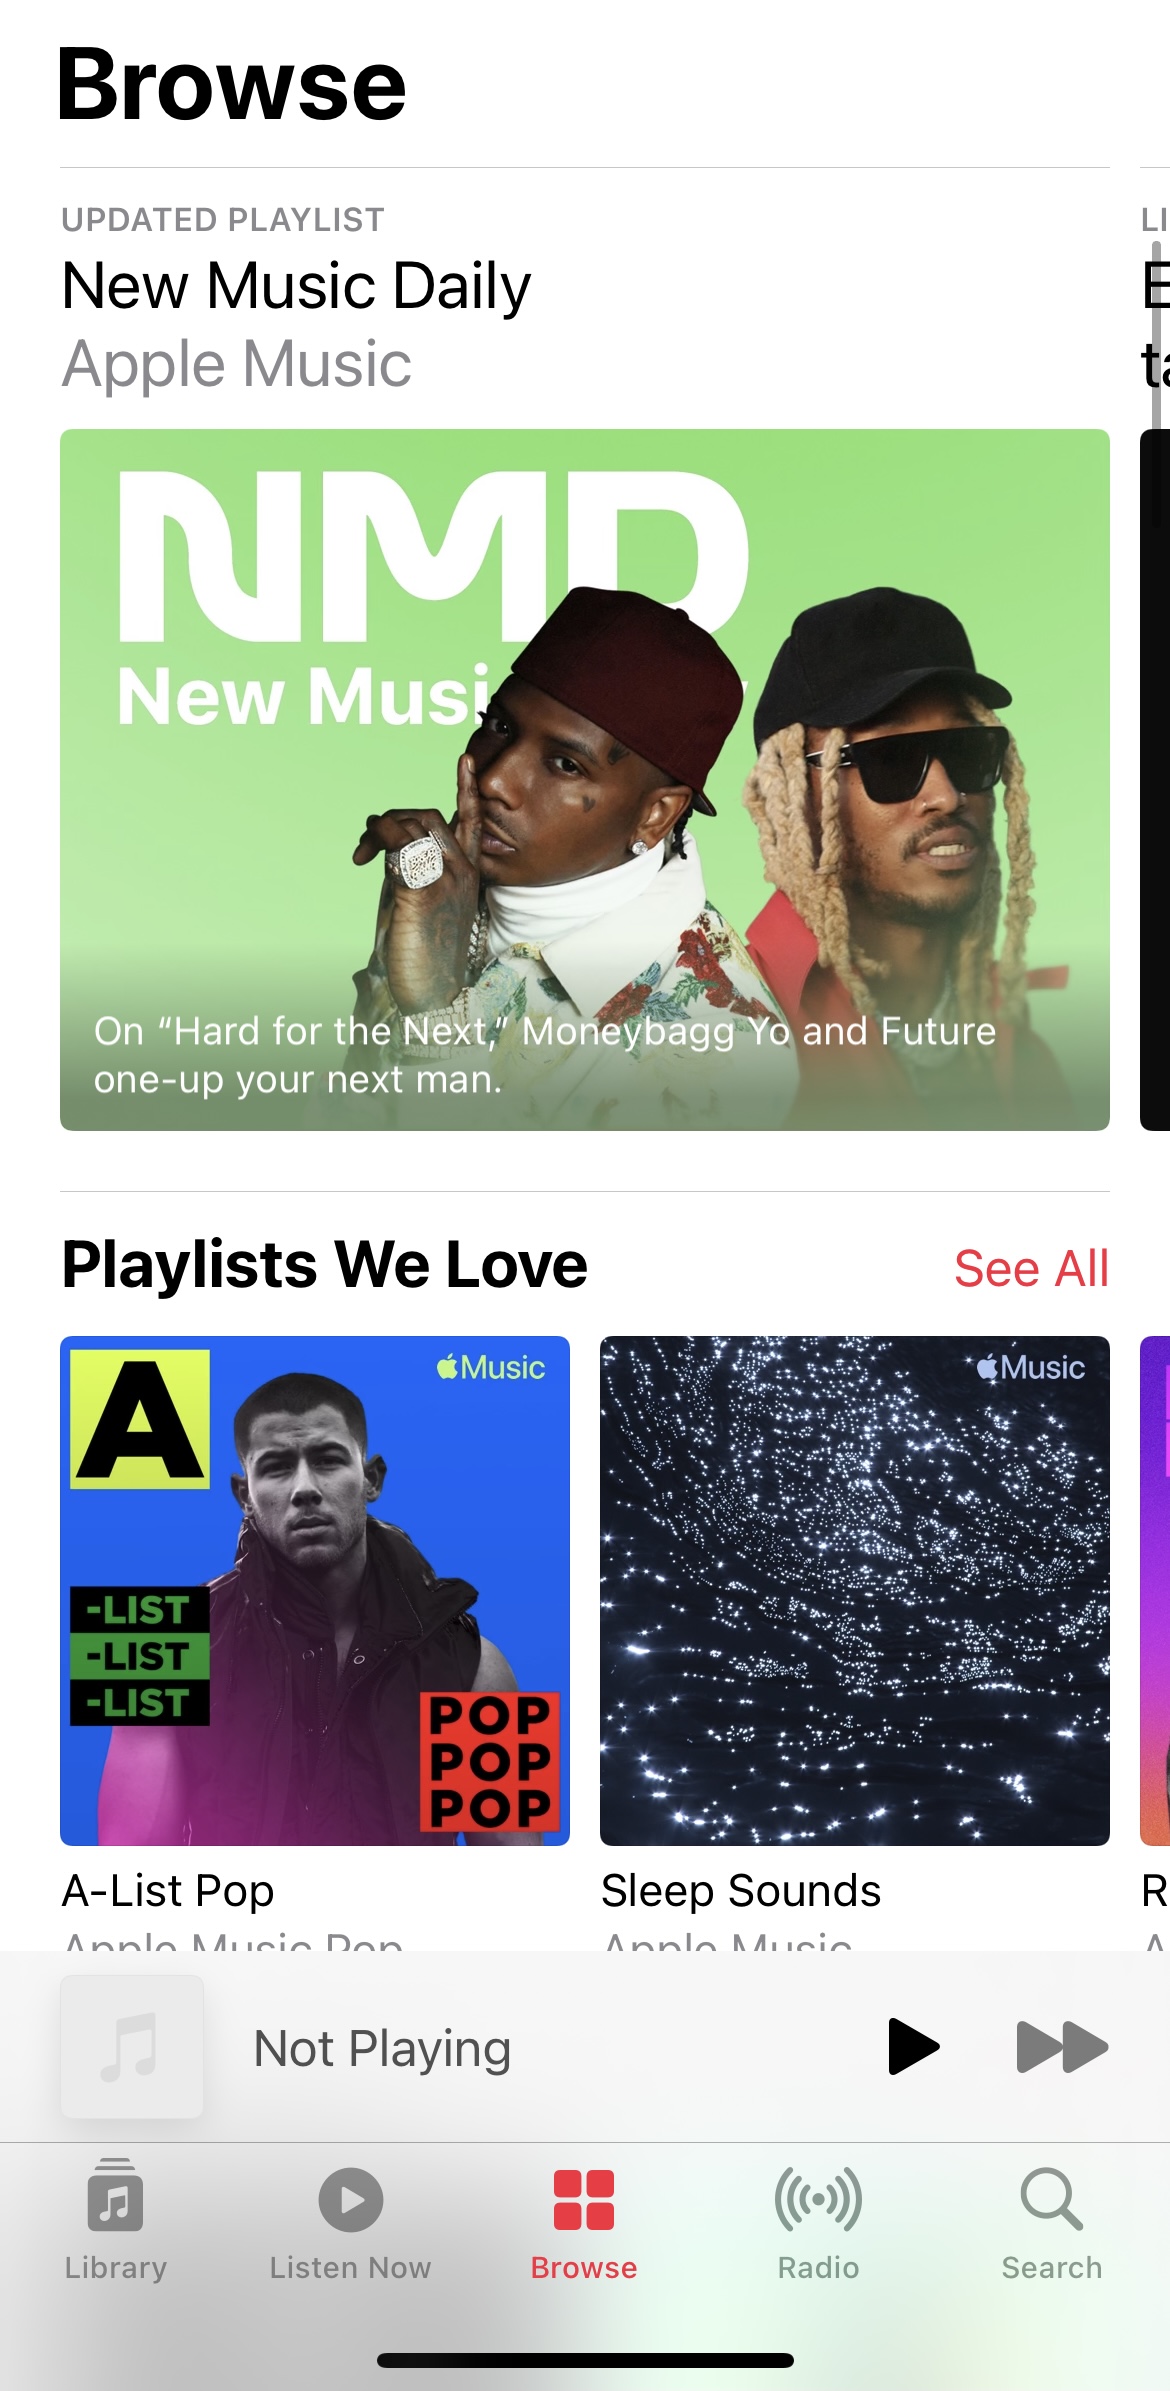 Browse
UPDATED PLAYLIST
New Music Daily
Apple Music
NMD
New Musi
On “Hard for the Next,” Moneybagg Yo and Future
one-up your next man.
Playlists We Love
See All
A
Music
-LIST
-LIST
-LIST
POP
POP
POP
Music
A-List Pop
Apple Music Pop
Sleep Sounds
Apple Music
Not Playing
Library
Listen Now
Browse
Radio
Search